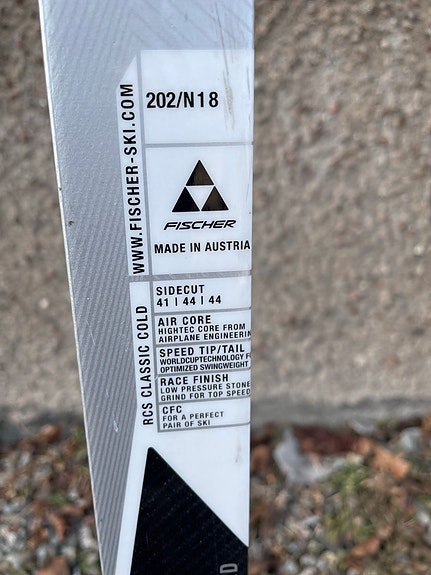 202/N18
WWW.FISCHER-SKI.COM
FISCHER
MADE IN AUSTRIA
RCS CLASSIC COLD
SIDECUT
41 | 44 | 44
AIR CORE
HIGHTEC CORE FROM
AIRPLANE ENGINEERIN
SPEED TIP/TAIL
WORLDCUPTECHNOLOGY F
OPTIMIZED SWINGWEIGHT
RACE FINISH
LOW PRESSURE STONE
GRIND FOR TOP SPEED
CFC
FOR A PERFECT
PAIR OF SKI
D